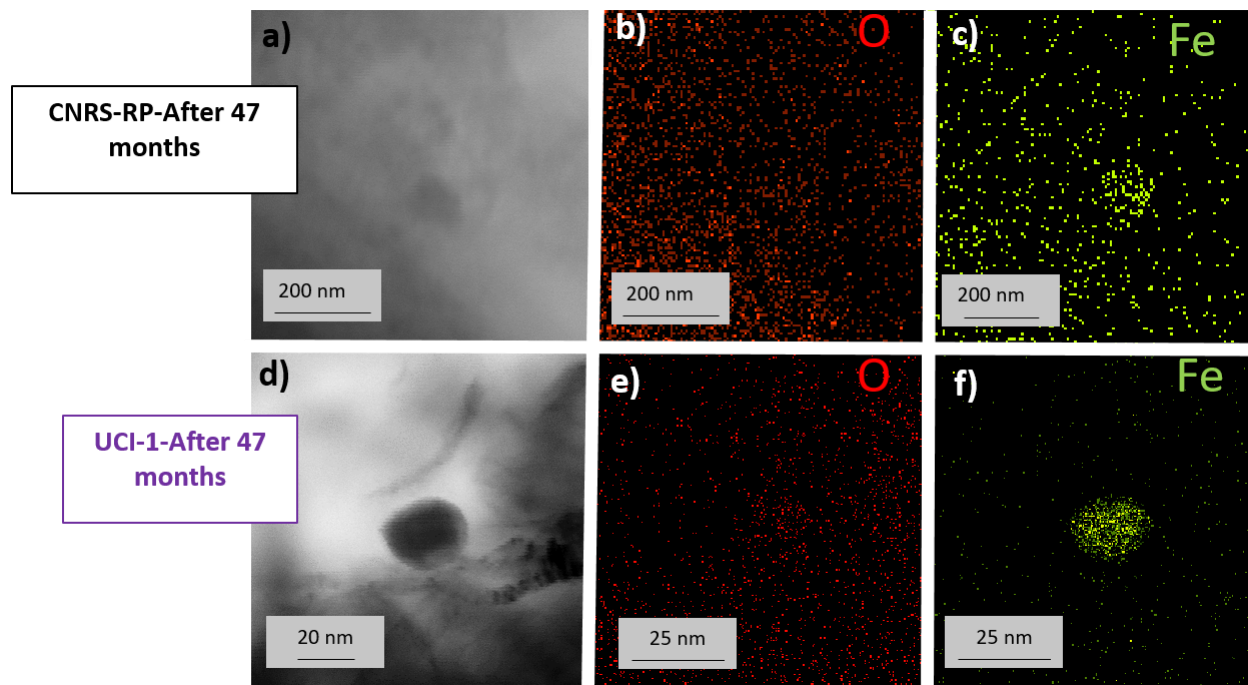 a)
b)
O
c)
Fe
CNRS-RP-After 47
months
200 nm
200 nm
200 nm
d)
e)
O
f)
Fe
UCI-1-After 47
months
20 nm
25 nm
25 nm